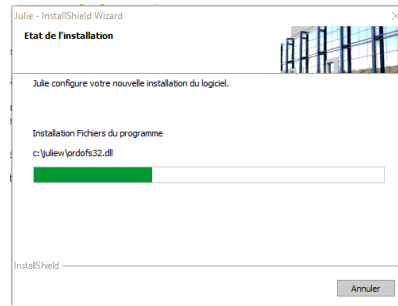 Julie - InstallShield Wizard
Etat de l'installation
Julie configure votre nouvelle installation du logiciel.
Installation Fichiers du programme
c:\juliew\ordofs32.dll
InstallShield
Annuler